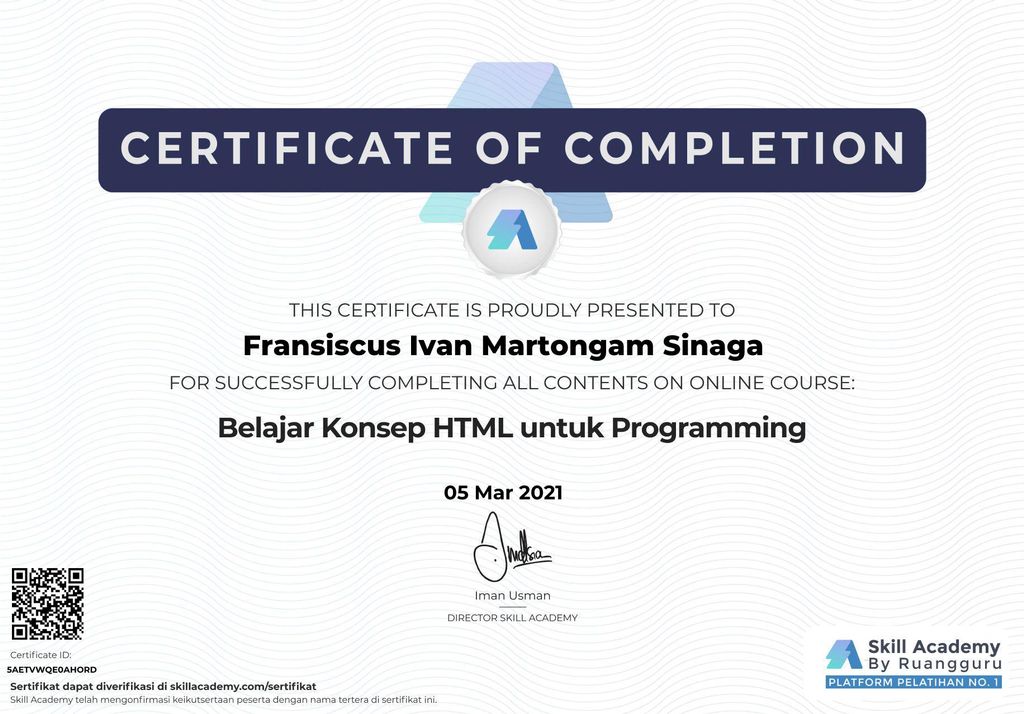 CERTIFICATE OF COMPLETION
THIS CERTIFICATE IS PROUDLY PRESENTED TO
Fransiscus Ivan Martongam Sinaga
FOR SUCCESSFULLY COMPLETING ALL CONTENTS ON ONLINE COURSE:
Belajar Konsep HTML untuk Programming
05 Mar 2021
Iman Usman
DIRECTOR SKILL ACADEMY
Certificate ID:
5AETVWQE0AHORD
Sertifikat dapat diverifikasi di skillacademy.com/sertifikat
Skill Academy telah mengonfirmasi keikutsertaan peserta dengan nama tertera di sertifikat ini.
Skill Academy
By Ruangguru
PLATFORM PELATIHAN NO. 1